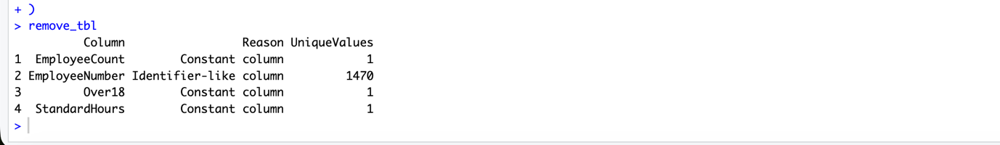 + )
> remove_tbl
          Column                 Reason UniqueValues
1  EmployeeCount        Constant column            1
2 EmployeeNumber Identifier-like column         1470
3         Over18        Constant column            1
4  StandardHours        Constant column            1
>